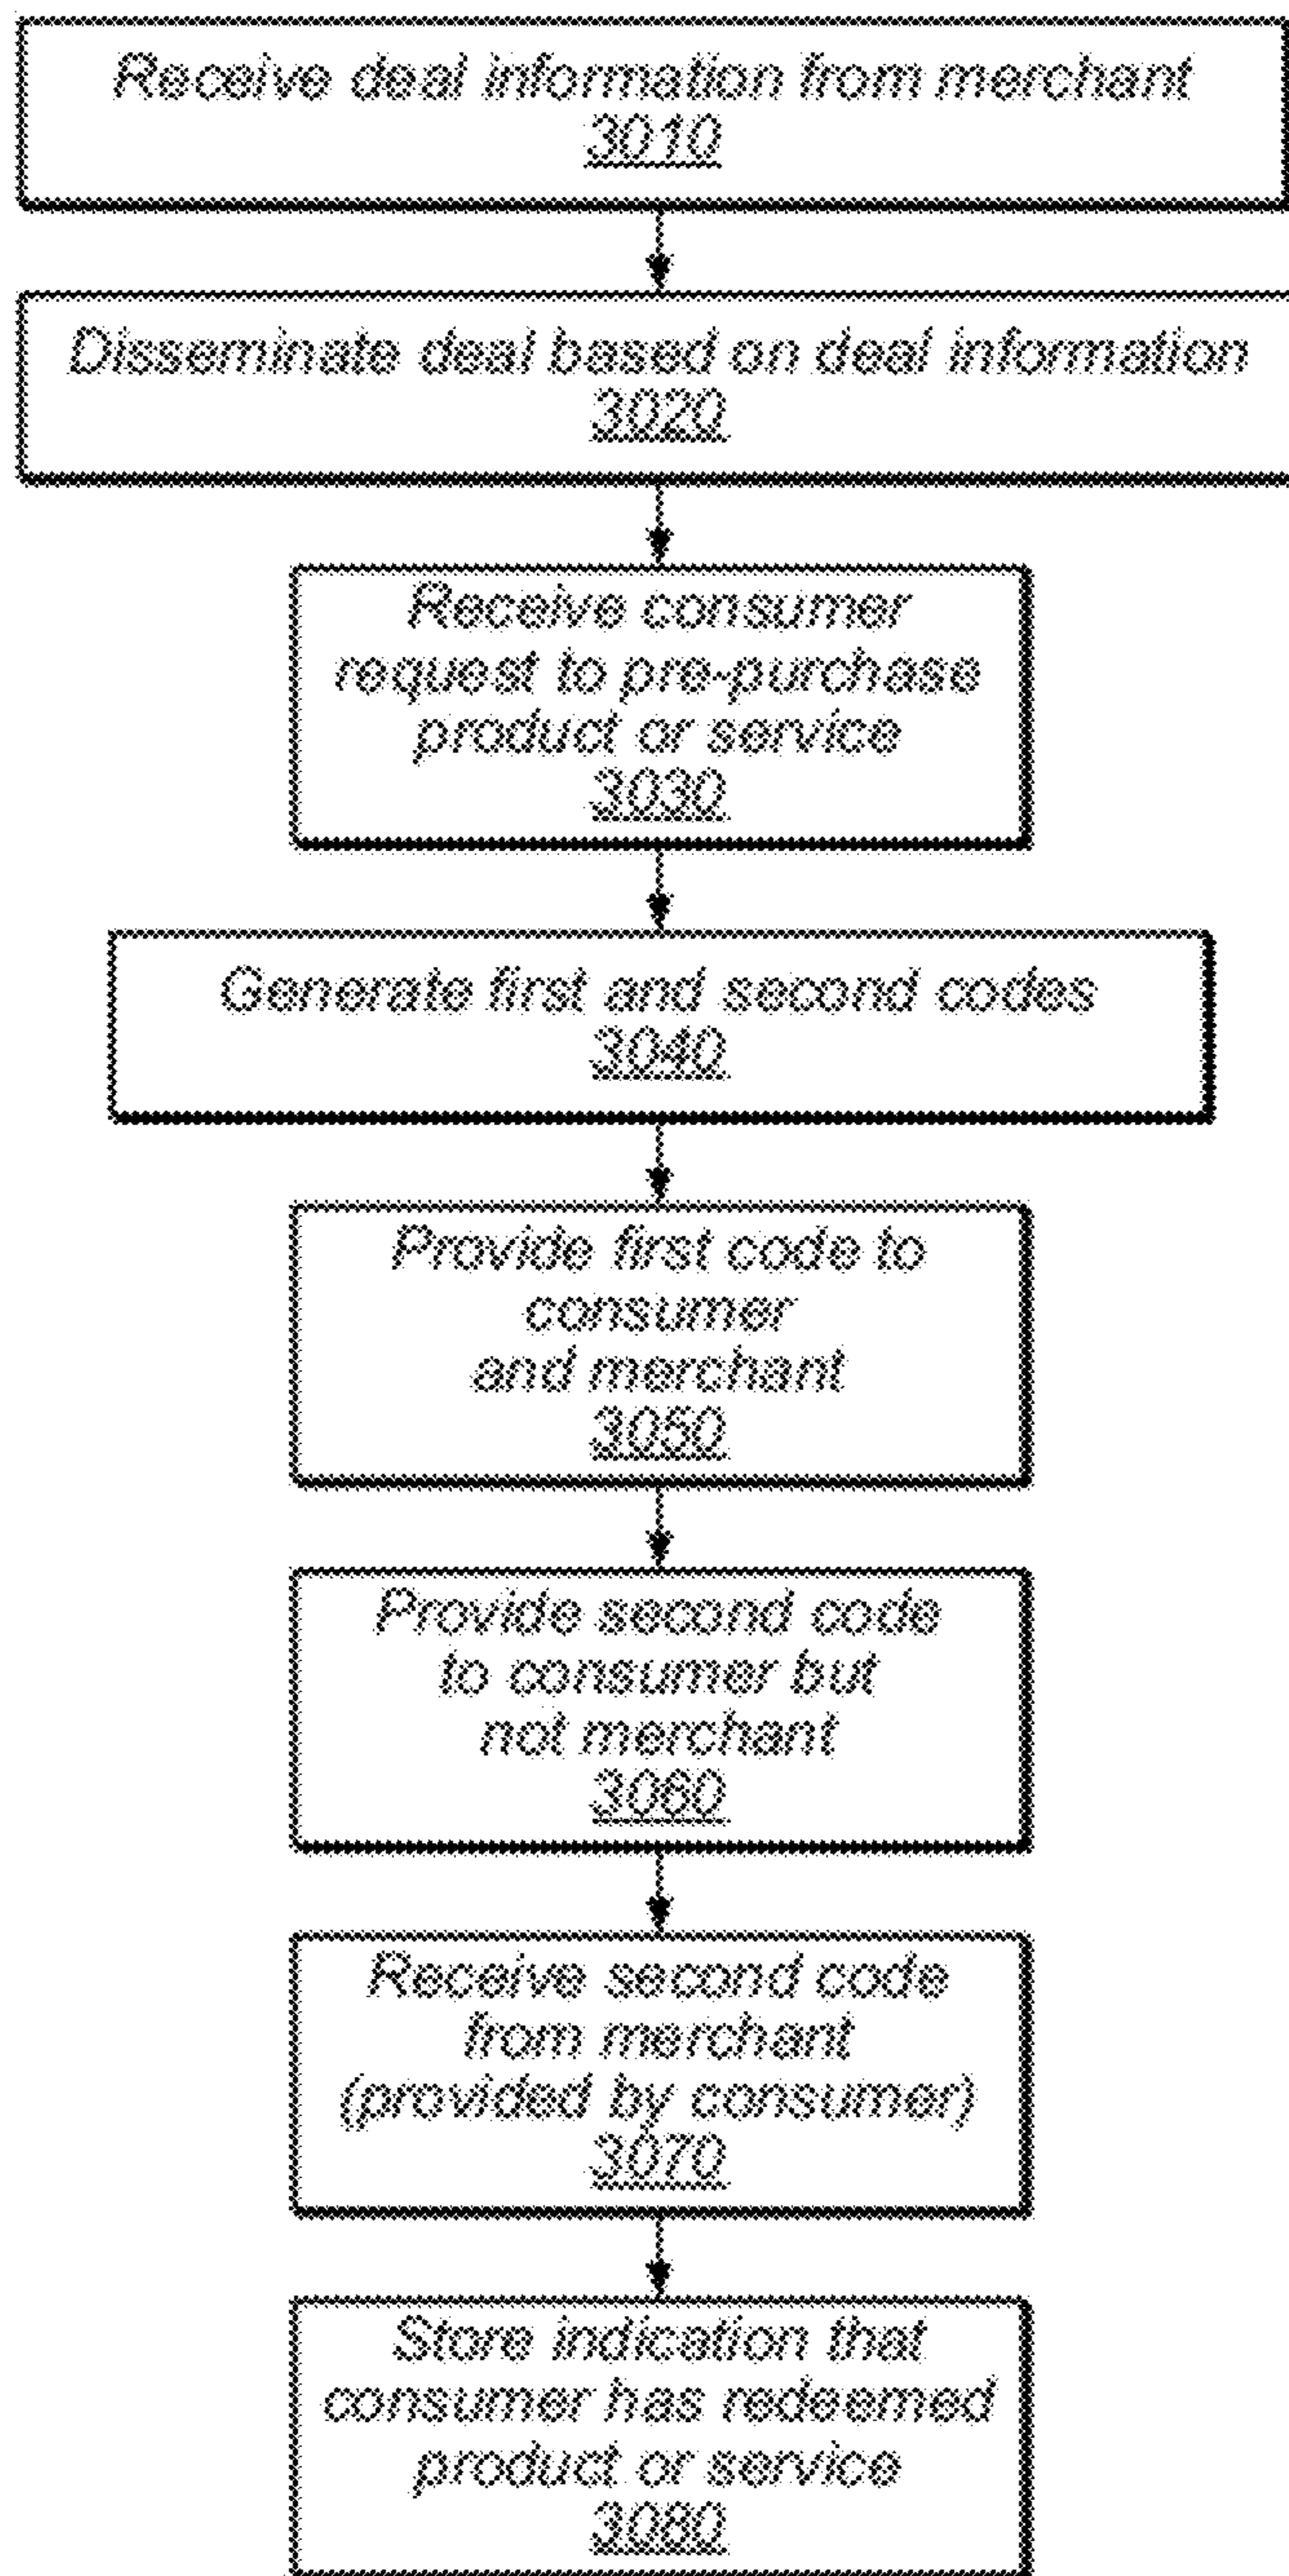 Receive deal information from merchant
3010
Disseminate deal based on deal information
3020
Receive consumer
request to pre-purchase
product or service
3030
Generate first and second codes
3040
Provide first code to
consumer
and merchant
3050
Provide second code
to consumer but
not merchant
3060
Receive second code
from merchant
(provided by consumer)
3070
Store indication that
consumer has redeemed
product or service
3080